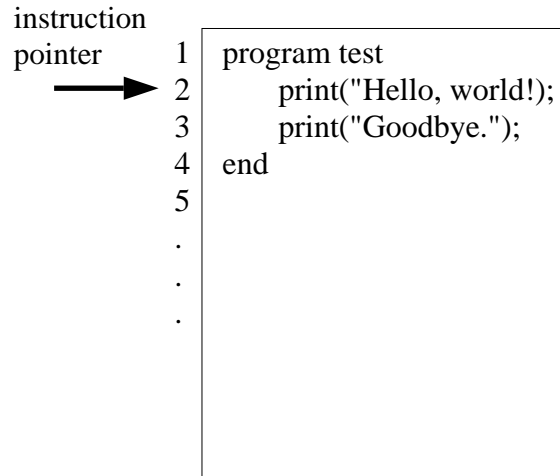 instruction
pointer
1 program test
2 print("Hello, world!);
3 print("Goodbye.");
4 end
5
.
.
.